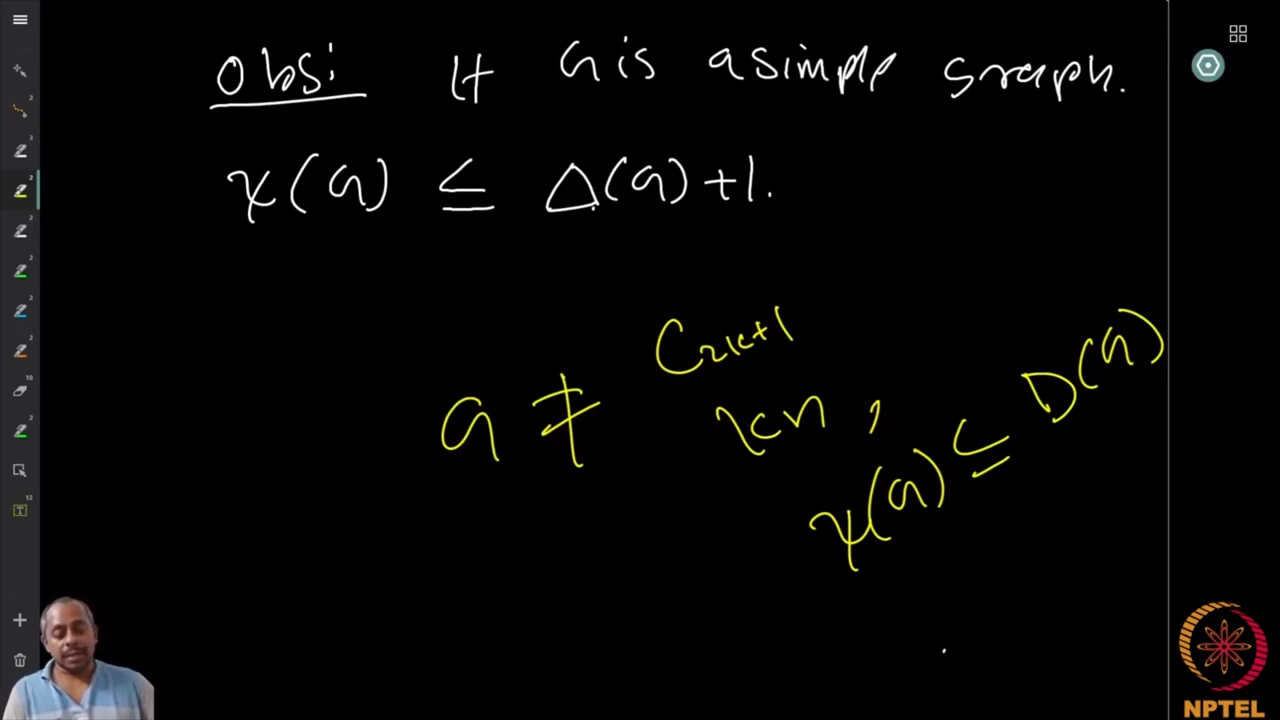 Obs: If G is a simple graph.
χ(G) ≤ Δ(G)+1.
C2k+1
G ≠ Kn,
χ(G) ≤ D(G)
NPTEL